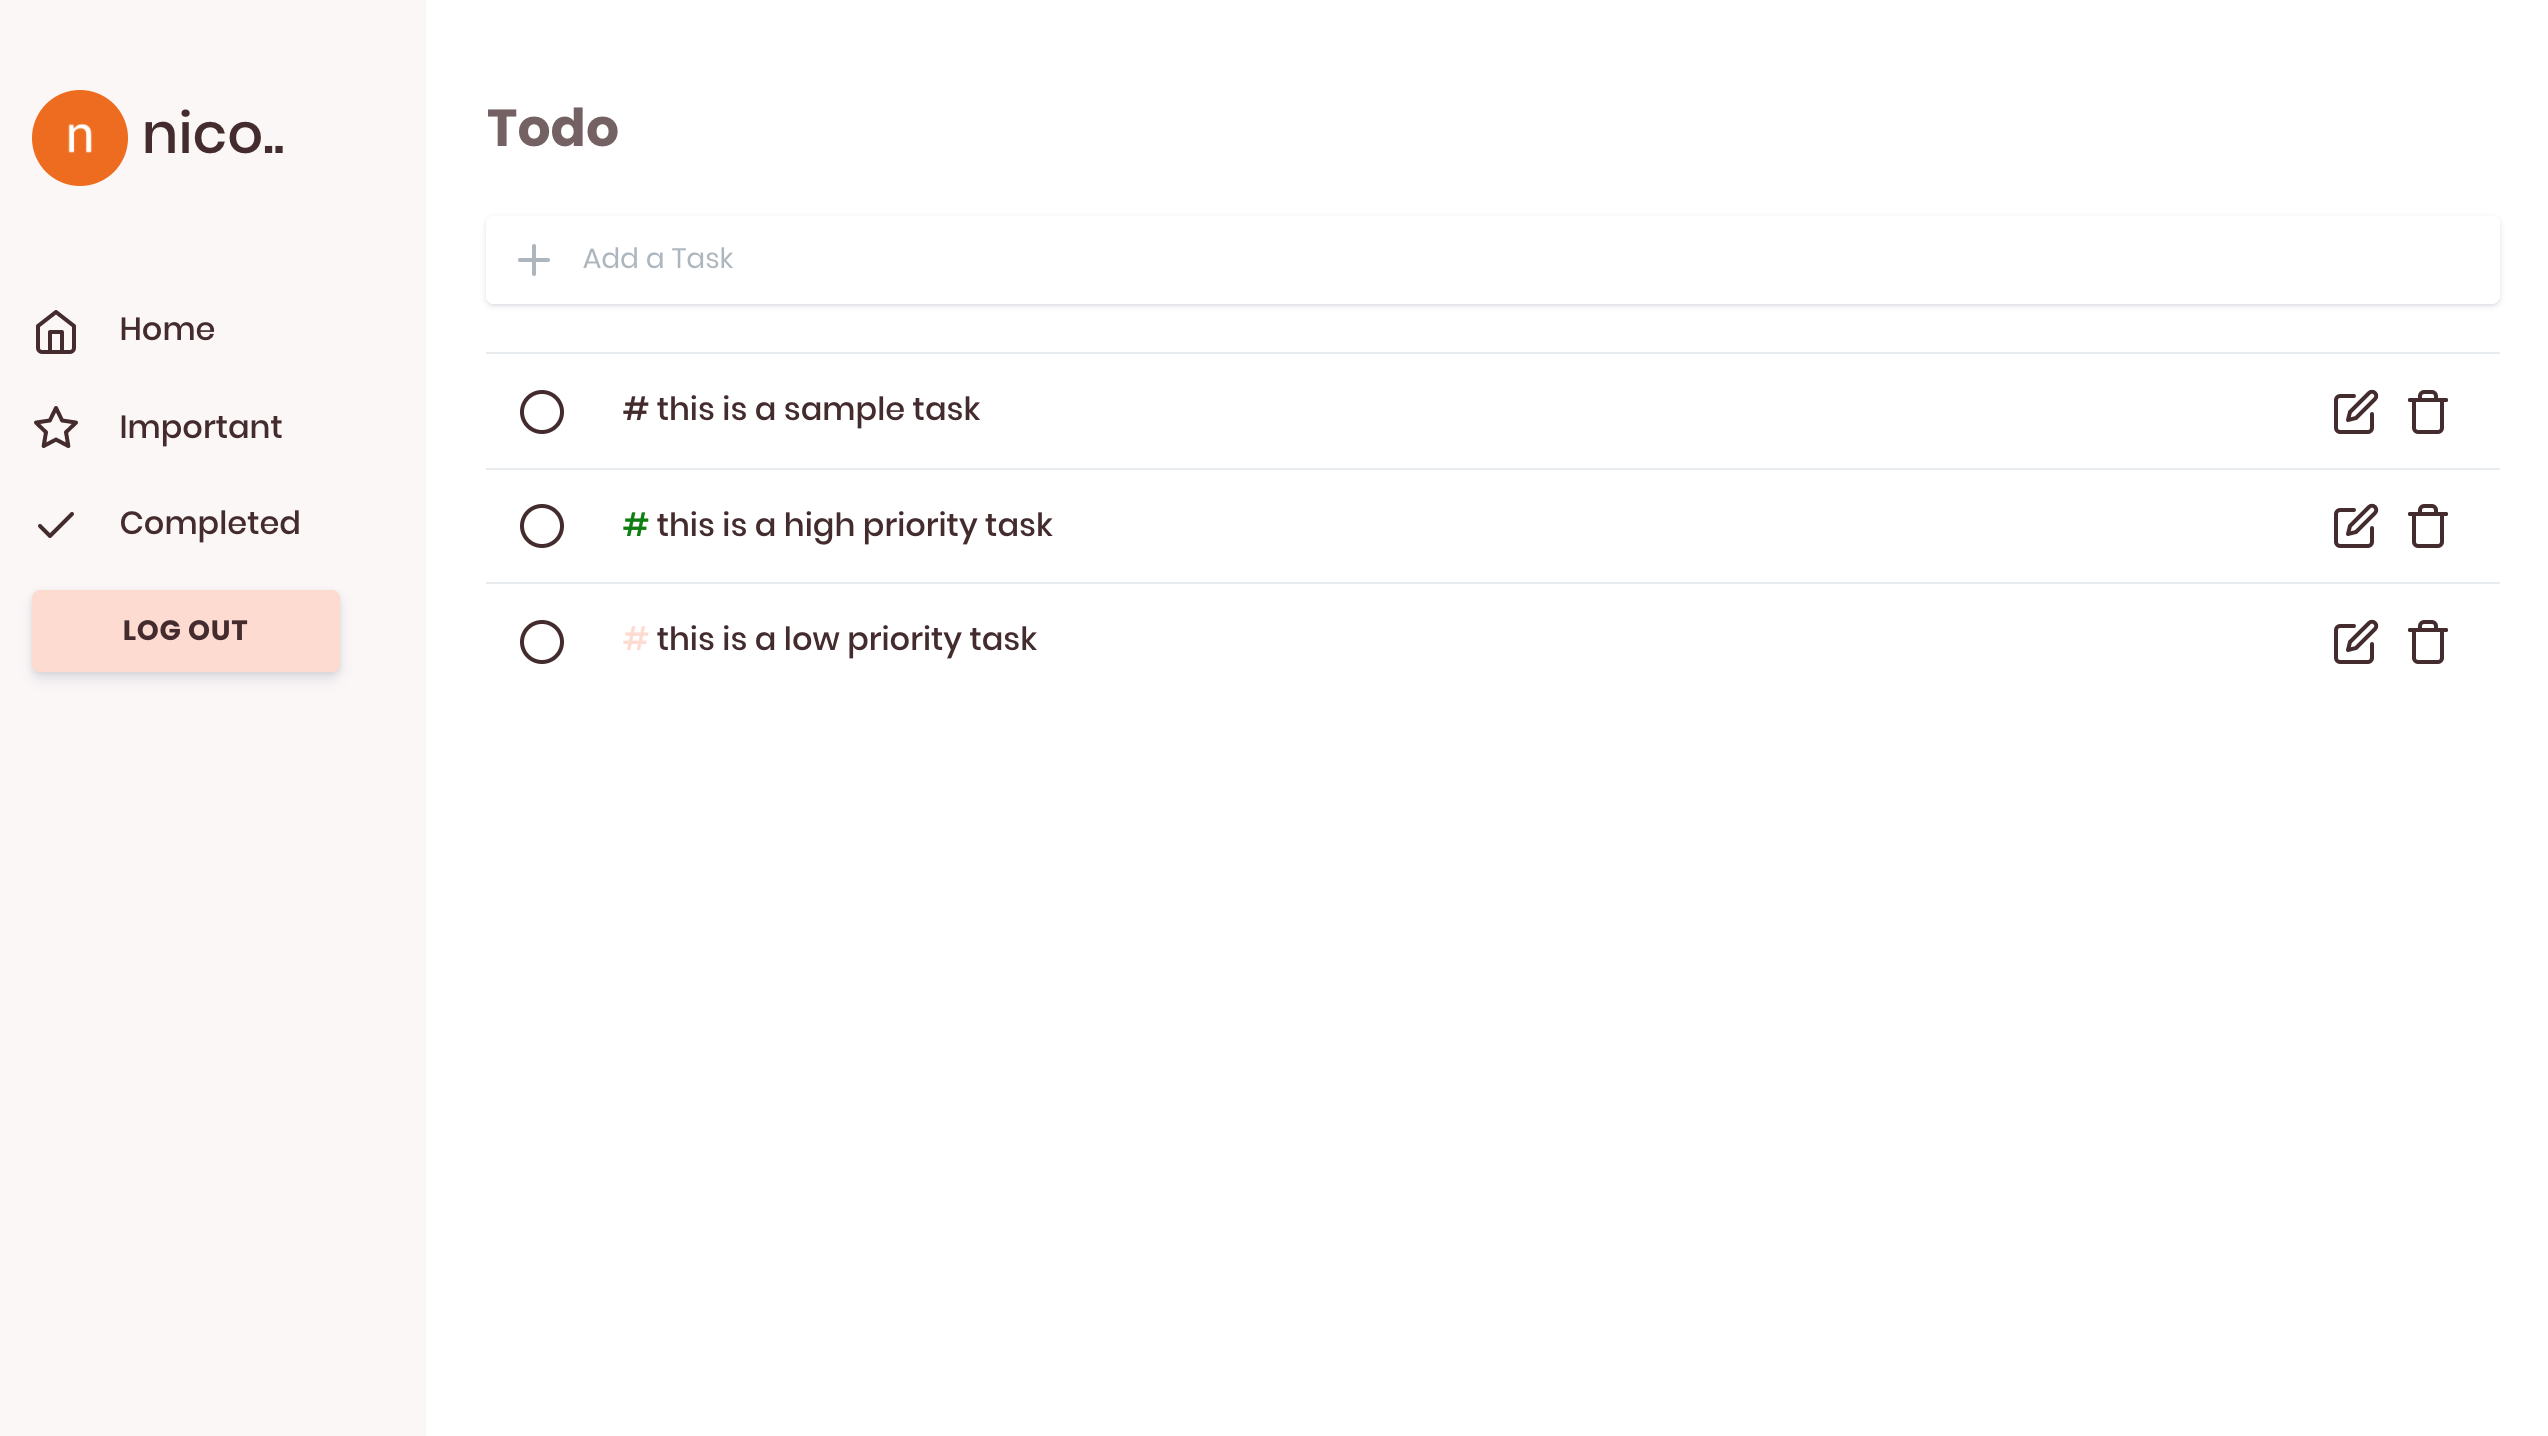 n nico..
Home
Important
Completed
LOG OUT
Todo
Add a Task
# this is a sample task
# this is a high priority task
# this is a low priority task